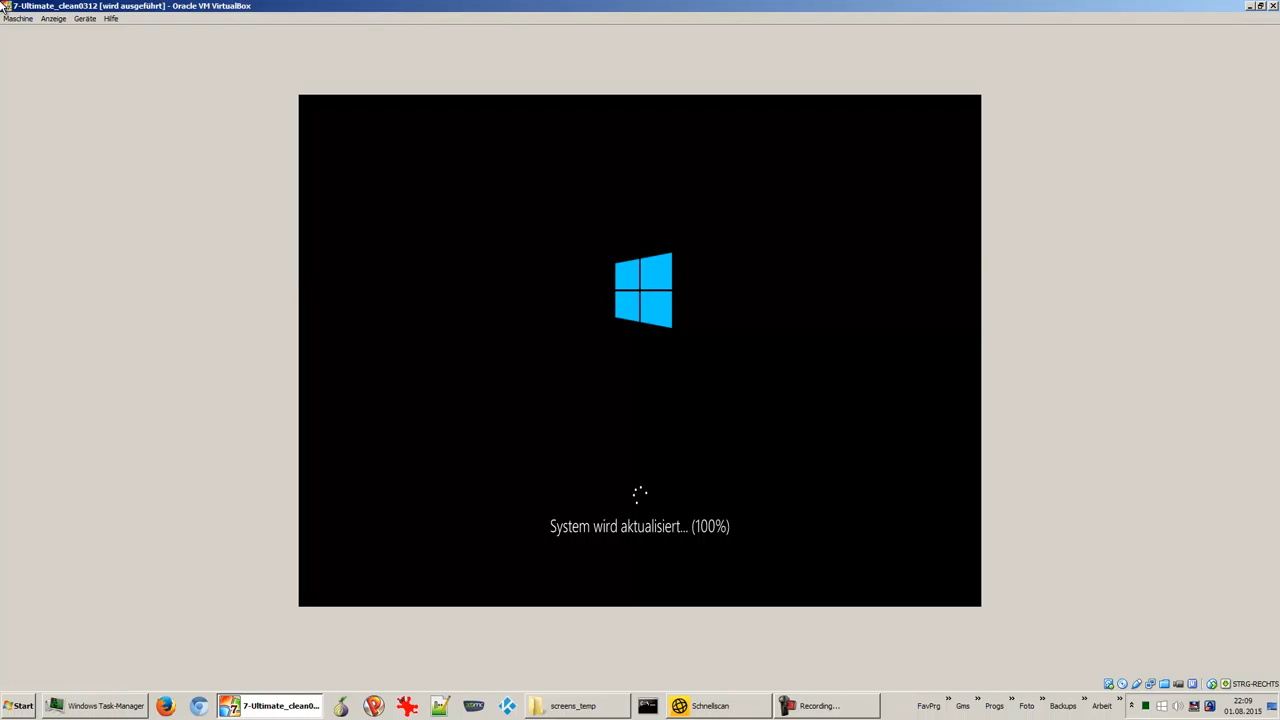 7-Ultimate_clean0312 [wird ausgeführt] - Oracle VM VirtualBox
Maschine Anzeige Geräte Hilfe
System wird aktualisiert... (100%)
STRG-RECHTS
Start Windows Task-Manager 7-Ultimate_clean0... screens_temp Schnellscan Recording... FavPrg » Gms » Progs » Foto » Backups » Arbeit » 22:09
01.08.2015